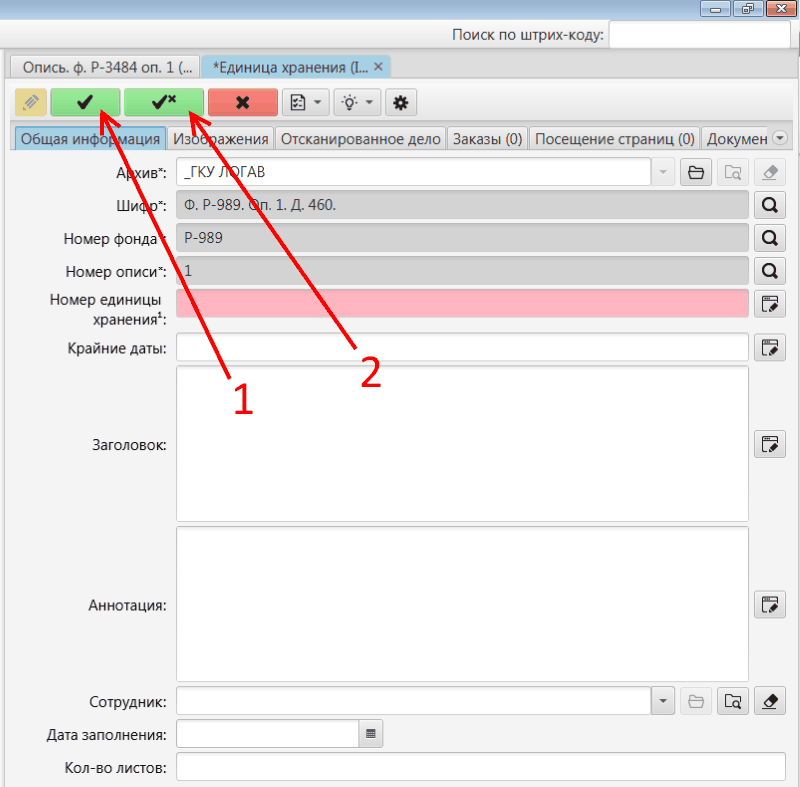 Поиск по штрих-коду:
Опись. ф. Р-3484 оп. 1 (...
*Единица хранения (I...
Общая информация
Изображения
Отсканированное дело
Заказы (0)
Посещение страниц (0)
Докумен
Архив*:
_ГКУ ЛОГАВ
Шифр*:
Ф. Р-989. Оп. 1. Д. 460.
Номер фонда*:
Р-989
Номер описи*:
1
Номер единицы
хранения¹:
Крайние даты:
1
2
Заголовок:
Аннотация:
Сотрудник:
Дата заполнения:
Кол-во листов: